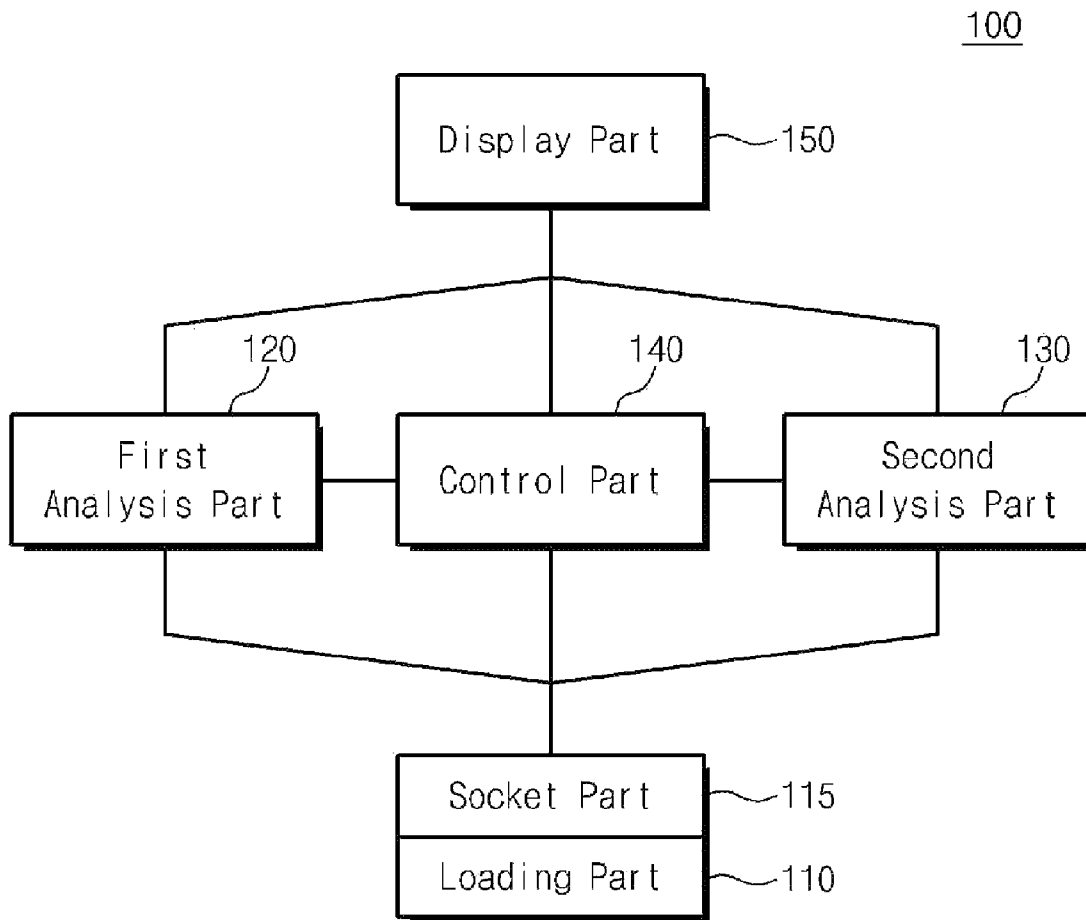 100
Display Part
150
120
140
130
First
Analysis Part
Control Part
Second
Analysis Part
Socket Part
115
Loading Part
110